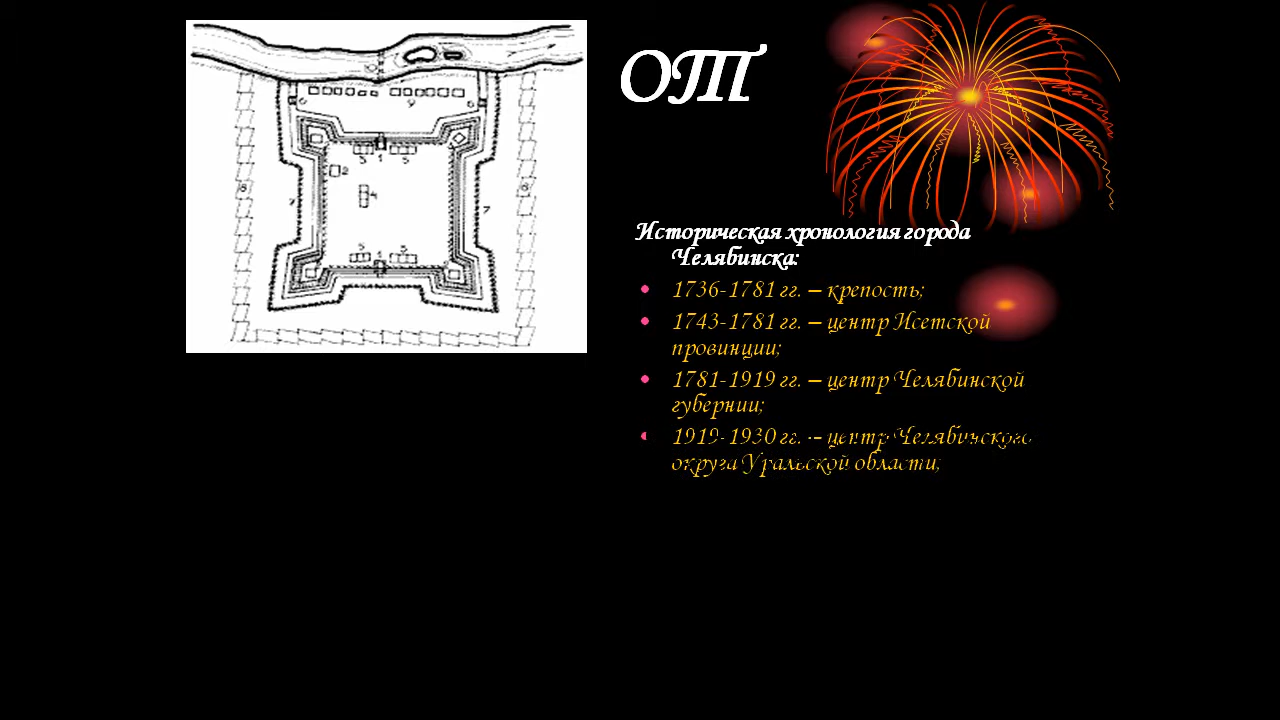 ОТ
Историческая хронология города
Челябинска:
1736-1781 гг. – крепость;
1743-1781 гг. – центр Исетской
провинции;
1781-1919 гг. – центр Челябинской
губернии;
1919-1930 гг. – центр Челябинского
округа Уральской области;